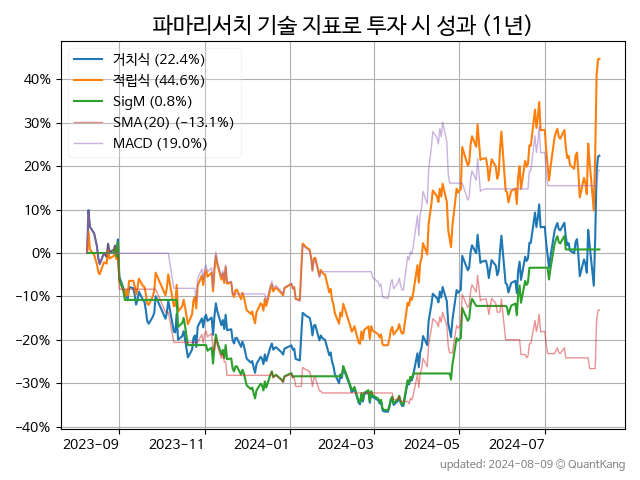 파마리서치 기술 지표로 투자 시 성과 (1년)
거치식 (22.4%)
적립식 (44.6%)
SigM (0.8%)
SMA(20) (−13.1%)
MACD (19.0%)
40%
30%
20%
10%
0%
−10%
−20%
−30%
−40%
2023-09
2023-11
2024-01
2024-03
2024-05
2024-07
updated: 2024-08-09 © QuantKang